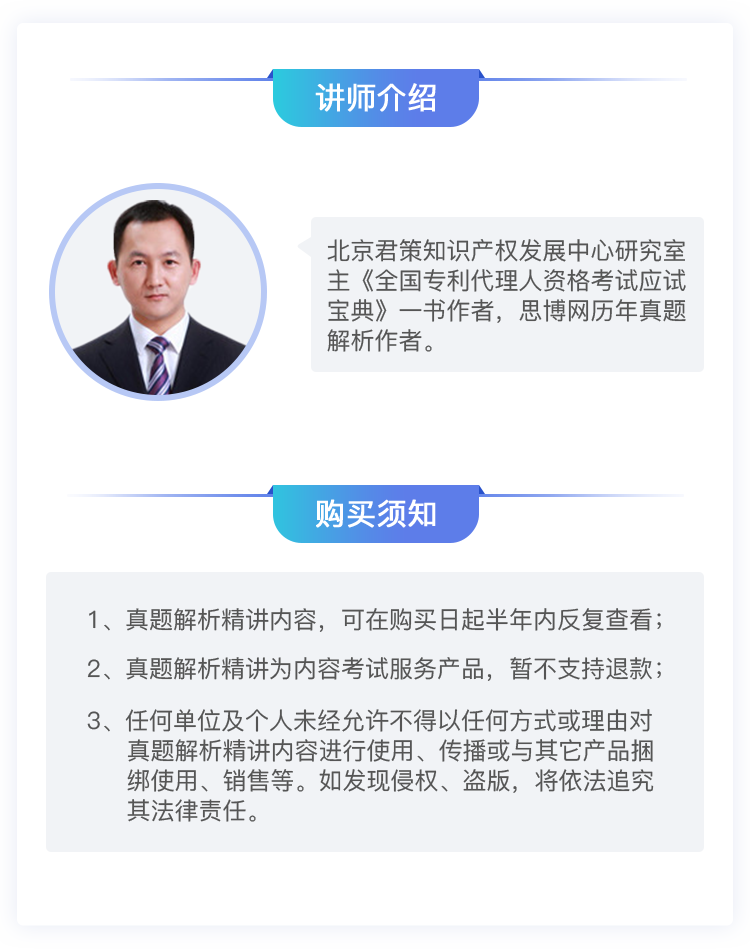 讲师介绍
北京君策知识产权发展中心研究室
主《全国专利代理人资格考试应试
宝典》一书作者，思博网历年真题
解析作者。
购买须知
1、真题解析精讲内容，可在购买日起半年内反复查看；
2、真题解析精讲为内容考试服务产品，暂不支持退款；
3、任何单位及个人未经允许不得以任何方式或理由对
真题解析精讲内容进行使用、传播或与其它产品捆
绑使用、销售等。如发现侵权、盗版，将依法追究
其法律责任。